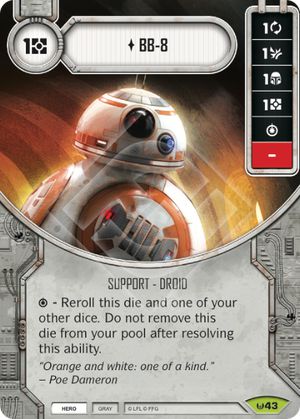 1
BB-8
1
1
1
1
-
SUPPORT - DROID
- Reroll this die and one of your
other dice. Do not remove this
die from your pool after resolving
this ability.
"Orange and white: one of a kind."
– Poe Dameron
HERO GRAY © LFL © FFG
43